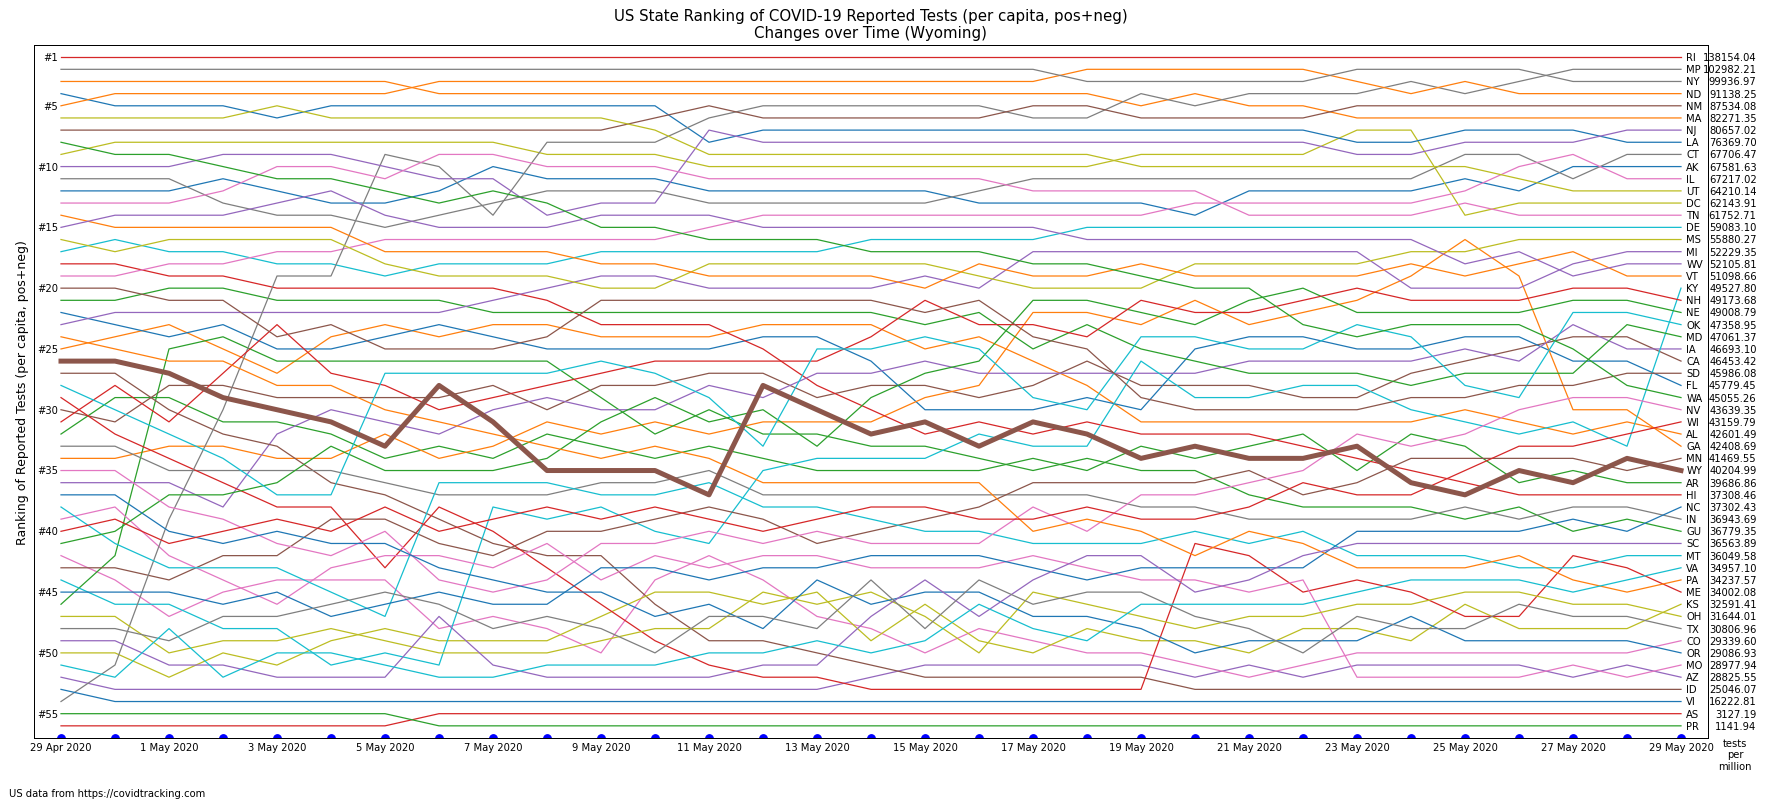 US State Ranking of COVID-19 Reported Tests (per capita, pos+neg)
Changes over Time (Wyoming)
Ranking of Reported Tests (per capita, pos+neg)
#1
#5
#10
#15
#20
#25
#30
#35
#40
#45
#50
#55
RI 138154.04
MP 102982.21
NY 99936.97
ND 91138.25
NM 87534.08
MA 82271.35
NJ 80657.02
LA 76369.70
CT 67706.47
AK 67581.63
IL 67217.02
UT 64210.14
DC 62143.91
TN 61752.71
DE 59083.10
MS 55880.27
MI 52229.35
WV 52105.81
VT 51098.66
KY 49527.80
NH 49173.68
NE 49008.79
OK 47358.95
MD 47061.37
IA 46693.10
CA 46453.42
SD 45986.08
FL 45779.45
WA 45055.26
NV 43639.35
WI 43159.79
AL 42601.49
GA 42408.69
MN 41469.55
WY 40204.99
AR 39686.86
HI 37308.46
NC 37302.43
IN 36943.69
GU 36779.35
SC 36563.89
MT 36049.58
VA 34957.10
PA 34237.57
ME 34002.08
KS 32591.41
OH 31644.01
TX 30806.96
CO 29339.60
OR 29086.93
MO 28977.94
AZ 28825.55
ID 25046.07
VI 16222.81
AS 3127.19
PR 1141.94
29 Apr 2020 1 May 2020 3 May 2020 5 May 2020 7 May 2020 9 May 2020 11 May 2020 13 May 2020 15 May 2020 17 May 2020 19 May 2020 21 May 2020 23 May 2020 25 May 2020 27 May 2020 29 May 2020
tests
per
million
US data from https://covidtracking.com